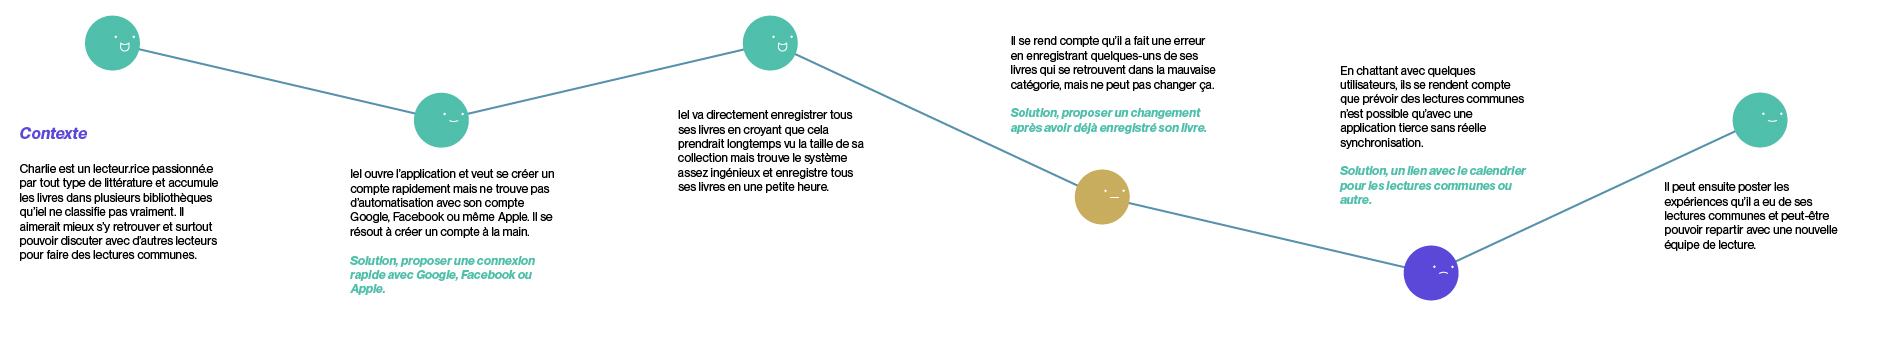 Contexte
Charlie est un lecteur.rice passionné.e
par tout type de littérature et accumule
les livres dans plusieurs bibliothèques
qu'iel ne classifie pas vraiment. Il
aimerait mieux s'y retrouver et surtout
pouvoir discuter avec d'autres lecteurs
pour faire des lectures communes.
Iel ouvre l'application et veut se créer un
compte rapidement mais ne trouve pas
d'automatisation avec son compte
Google, Facebook ou même Apple. Il se
résout à créer un compte à la main.
Solution, proposer une connexion
rapide avec Google, Facebook ou
Apple.
Iel va directement enregistrer tous
ses livres en croyant que cela
prendrait longtemps vu la taille de sa
collection mais trouve le système
assez ingénieux et enregistre tous
ses livres en une petite heure.
Il se rend compte qu'il a fait une erreur
en enregistrant quelques-uns de ses
livres qui se retrouvent dans la mauvaise
catégorie, mais ne peut pas changer ça.
Solution, proposer un changement
après avoir déjà enregistré son livre.
En chattant avec quelques
utilisateurs, ils se rendent compte
que prévoir des lectures communes
n'est possible qu'avec une
application tierce sans réelle
synchronisation.
Solution, un lien avec le calendrier
pour les lectures communes ou
autre.
Il peut ensuite poster les
expériences qu'il a eu de ses
lectures communes et peut-être
pouvoir repartir avec une nouvelle
équipe de lecture.